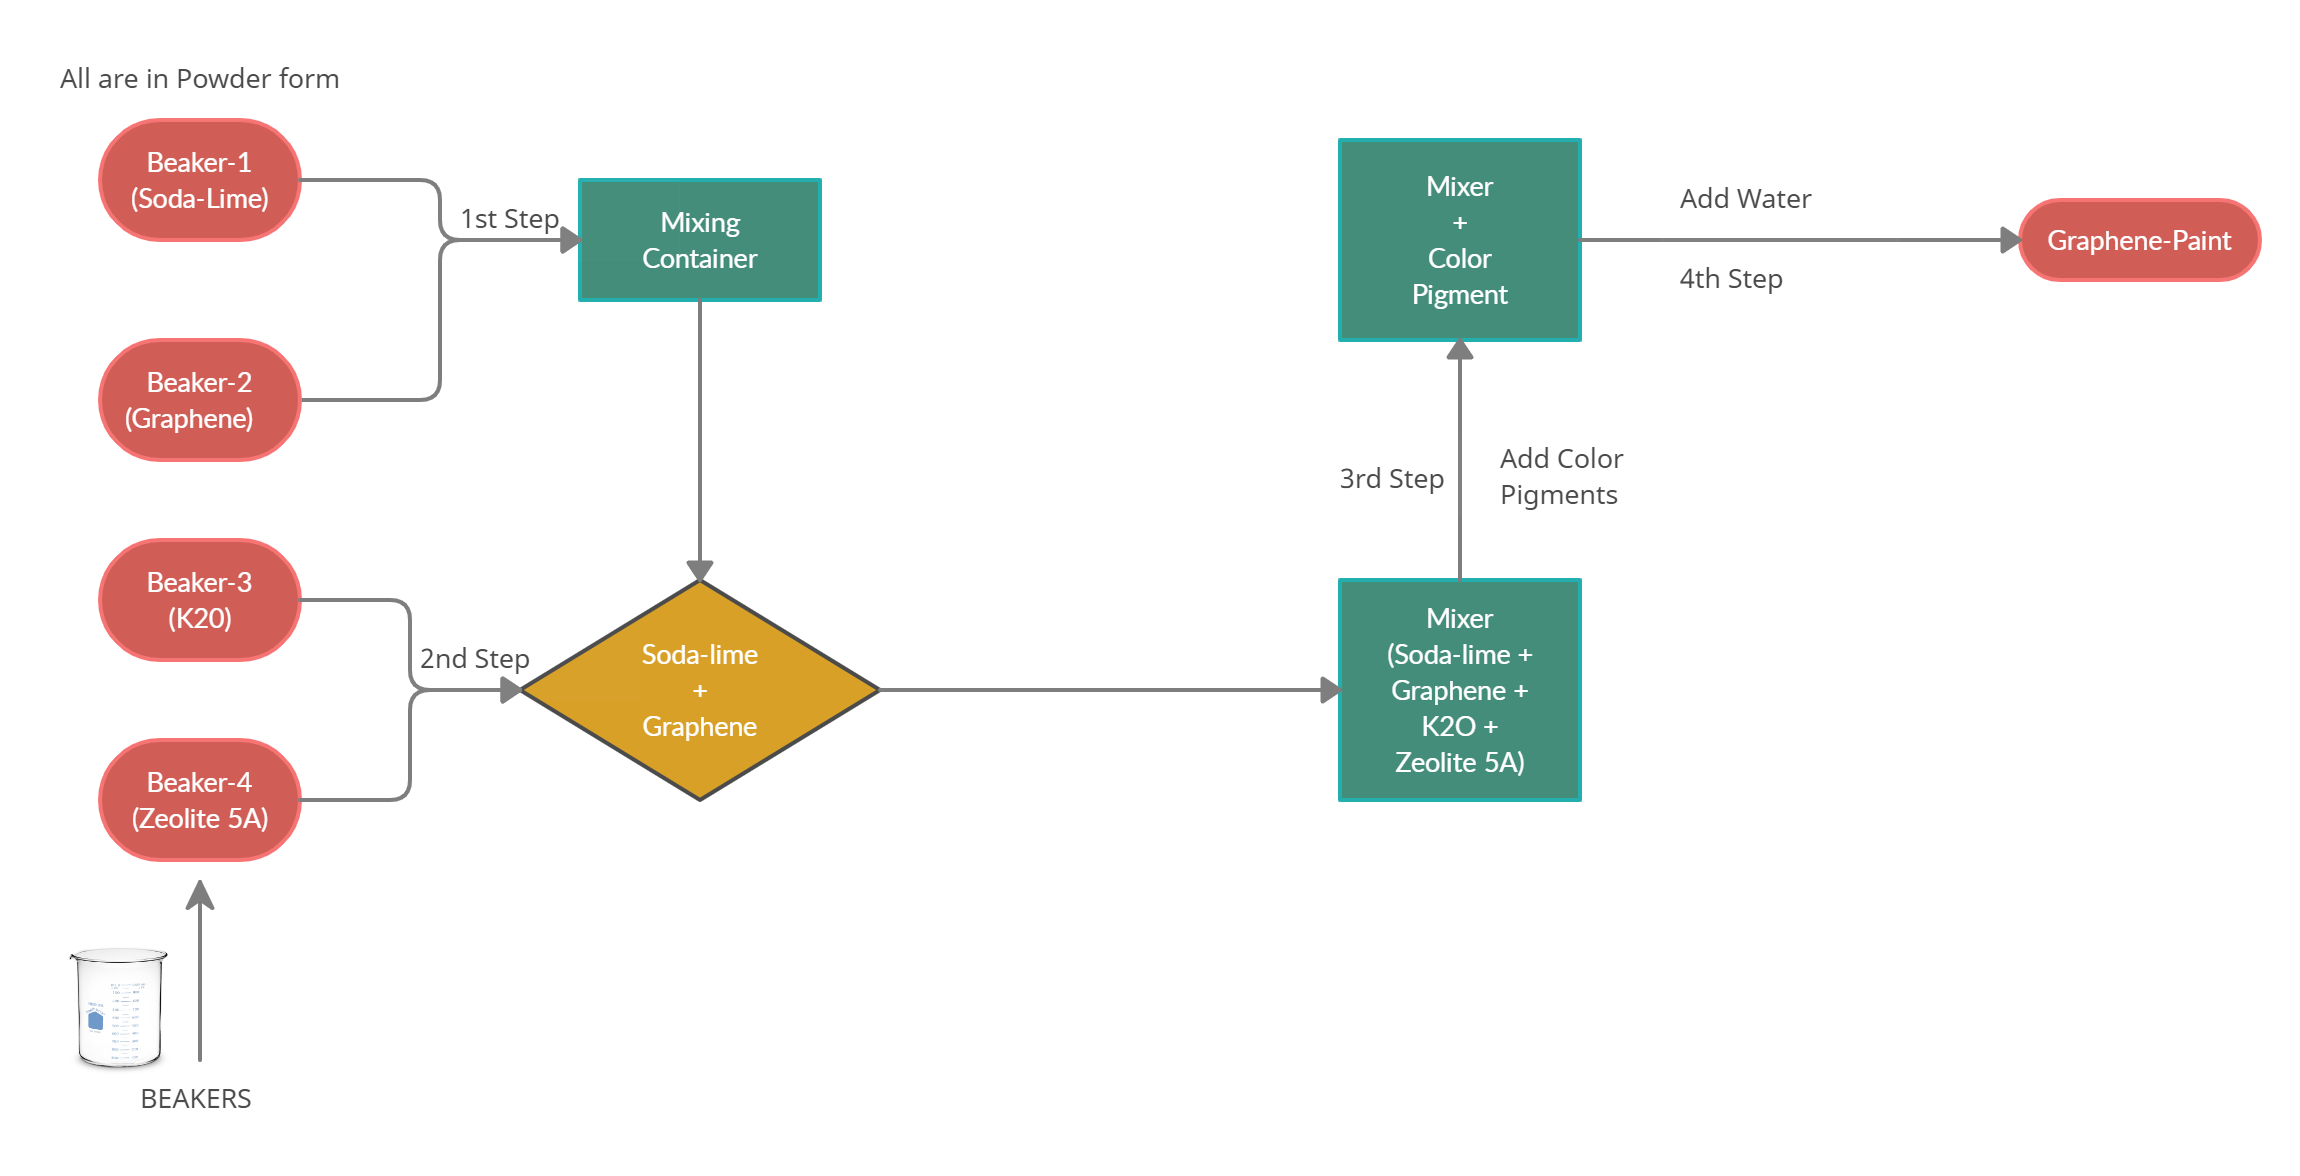 All are in Powder form
Beaker-1
(Soda-Lime)
1st Step
Mixing
Container
Beaker-2
(Graphene)
Beaker-3
(K20)
2nd Step
Beaker-4
(Zeolite 5A)
Soda-lime
+
Graphene
Mixer
(Soda-lime +
Graphene +
K2O +
Zeolite 5A)
3rd Step
Add Color
Pigments
Mixer
+
Color
Pigment
Add Water
4th Step
Graphene-Paint
BEAKERS